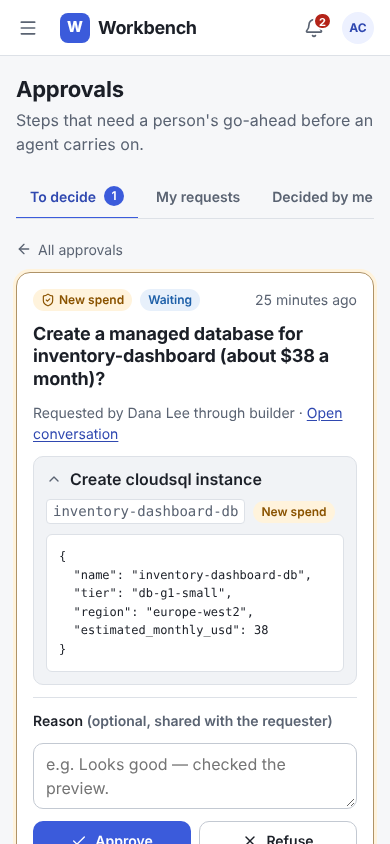 W Workbench 2 AC
Approvals
Steps that need a person's go-ahead before an
agent carries on.
To decide 1 My requests Decided by me
← All approvals
New spend Waiting 25 minutes ago
Create a managed database for
inventory-dashboard (about $38 a
month)?
Requested by Dana Lee through builder · Open
conversation
Create cloudsql instance
inventory-dashboard-db New spend
{
  "name": "inventory-dashboard-db",
  "tier": "db-g1-small",
  "region": "europe-west2",
  "estimated_monthly_usd": 38
}
Reason (optional, shared with the requester)
e.g. Looks good — checked the
preview.
Approve Refuse